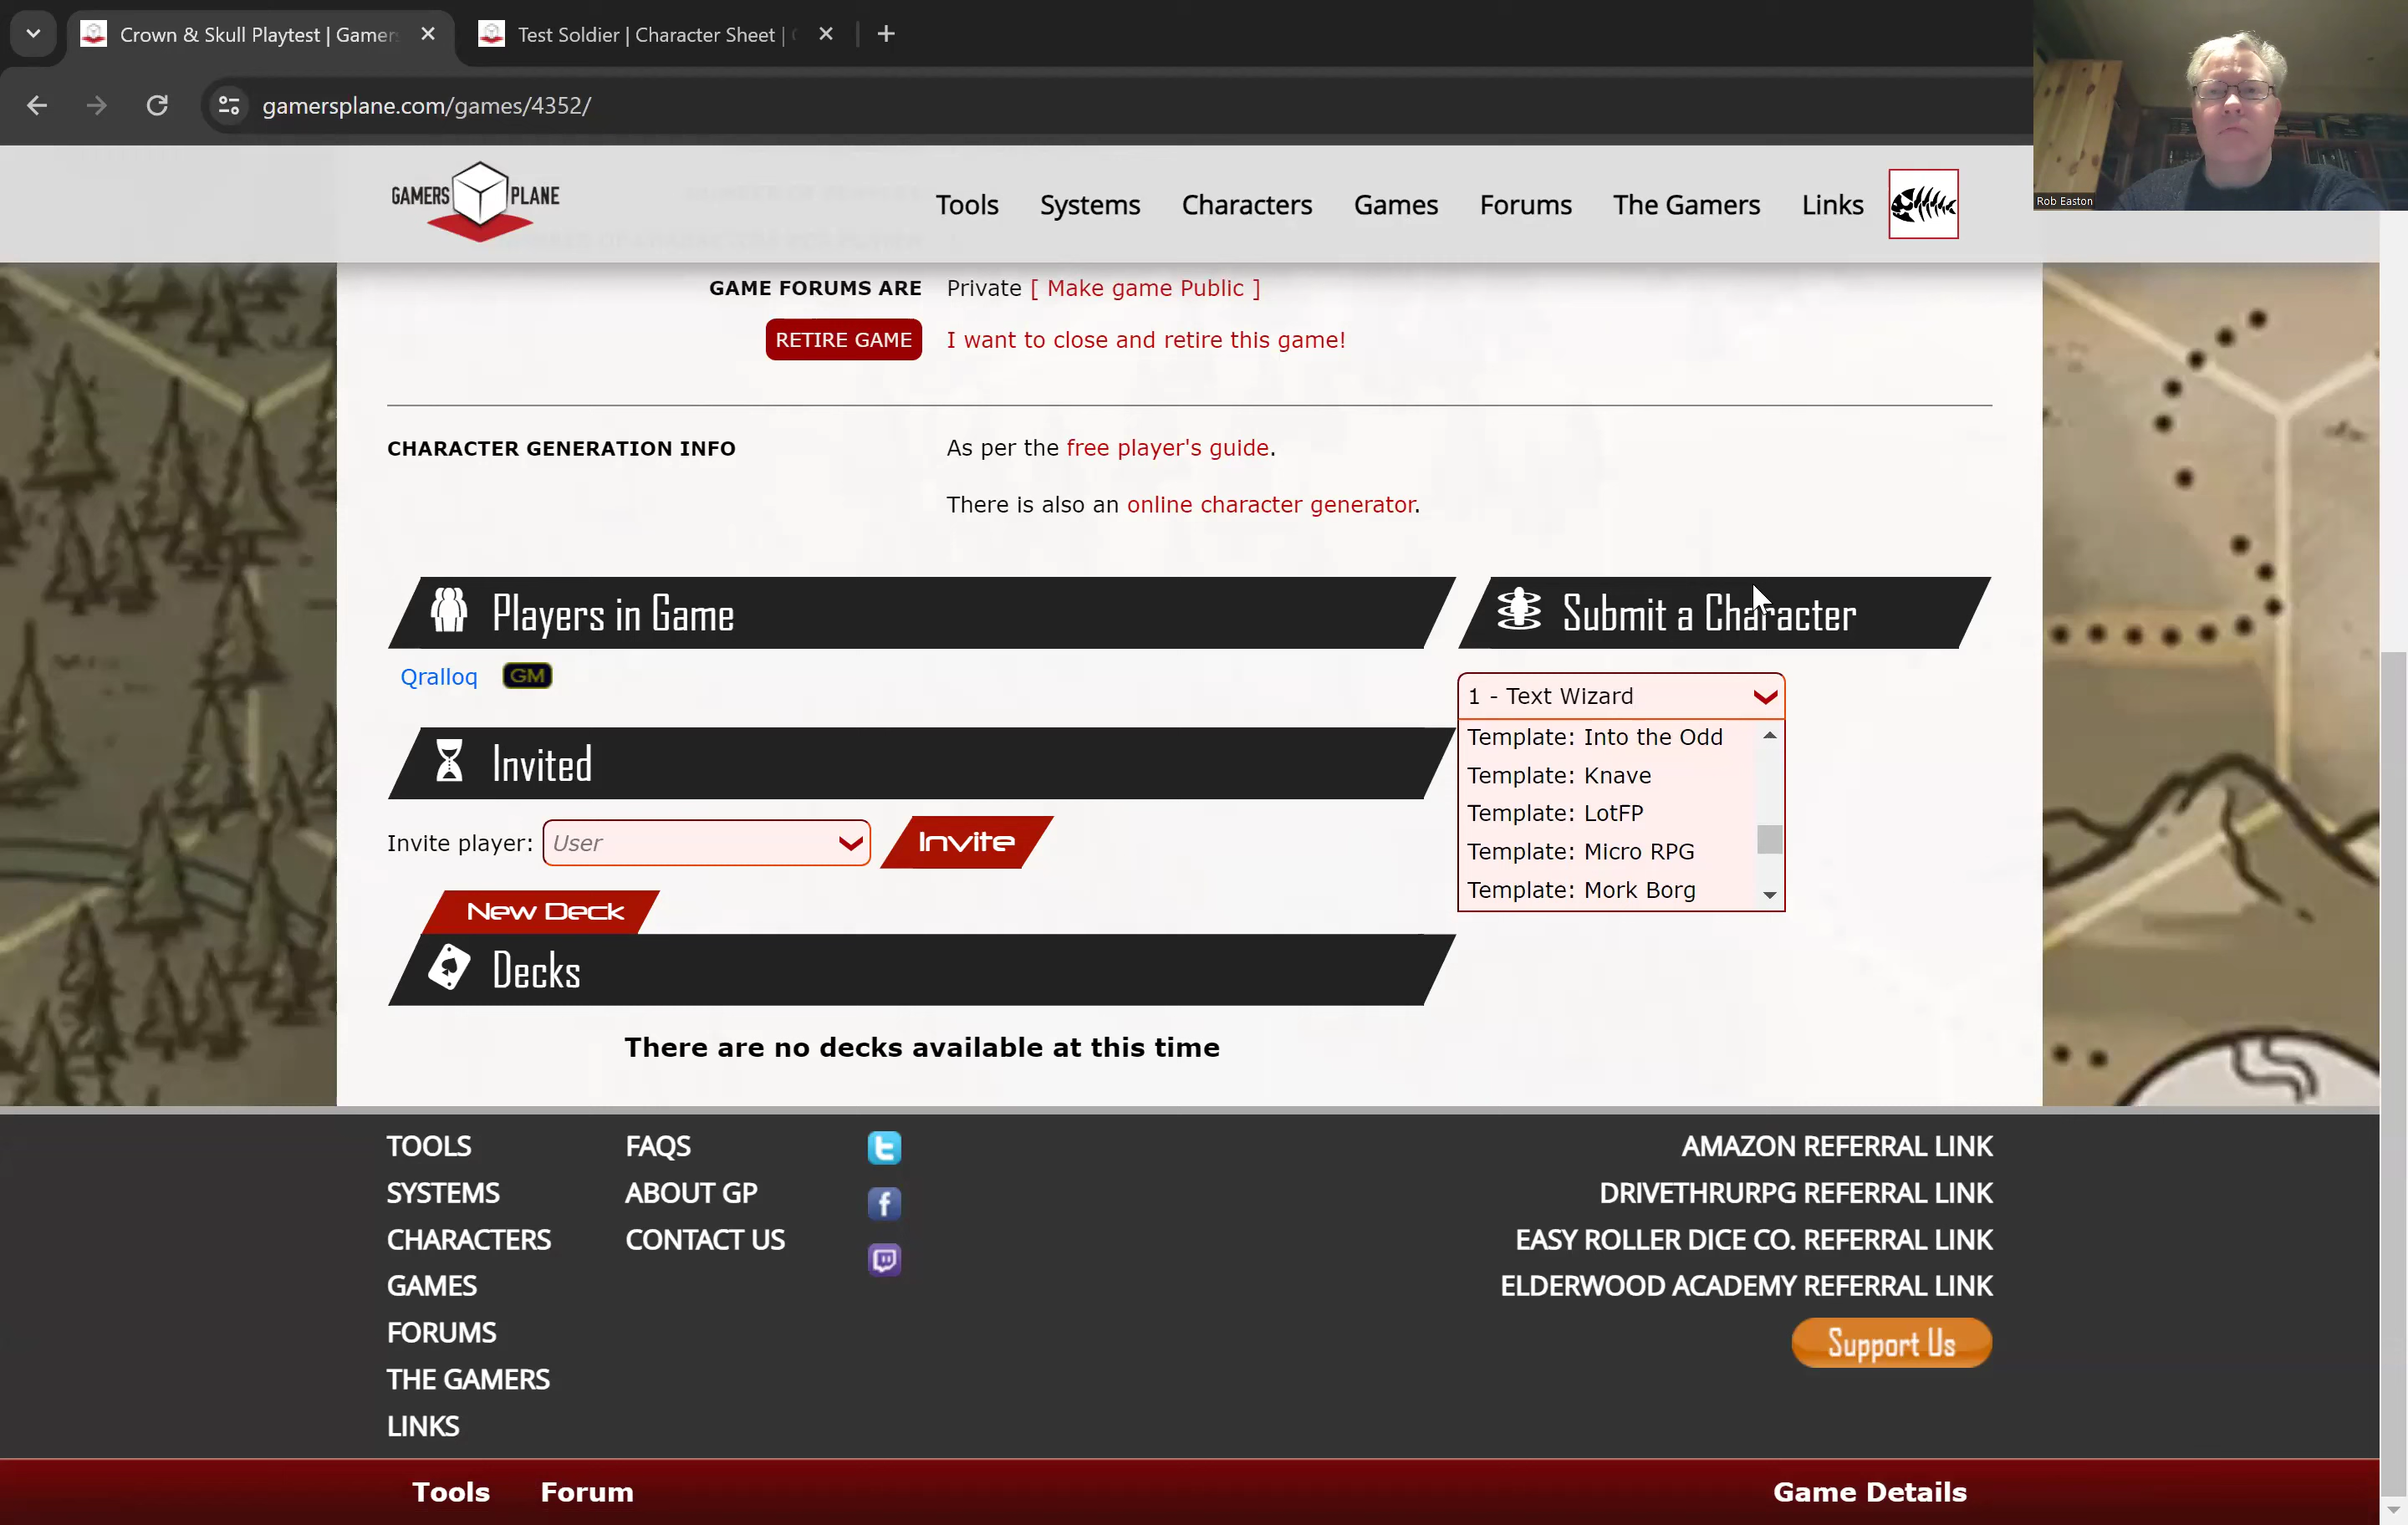 Crown & Skull Playtest | Gamer
Test Soldier | Character Sheet |
gamersplane.com/games/4352/
Rob Easton
GAMERS PLANE
Tools Systems Characters Games Forums The Gamers Links
GAME FORUMS ARE Private [ Make game Public ]
RETIRE GAME I want to close and retire this game!
CHARACTER GENERATION INFO As per the free player's guide.
There is also an online character generator.
Players in Game
Submit a Character
Qralloq GM
1 - Text Wizard
Template: Into the Odd
Template: Knave
Template: LotFP
Template: Micro RPG
Template: Mork Borg
Invited
Invite player: User Invite
New Deck
Decks
There are no decks available at this time
TOOLS
SYSTEMS
CHARACTERS
GAMES
FORUMS
THE GAMERS
LINKS
FAQS
ABOUT GP
CONTACT US
AMAZON REFERRAL LINK
DRIVETHRURPG REFERRAL LINK
EASY ROLLER DICE CO. REFERRAL LINK
ELDERWOOD ACADEMY REFERRAL LINK
Support Us
Tools Forum Game Details